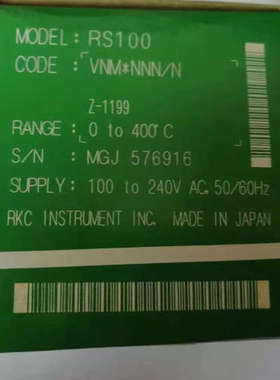 MODEL: RS100
CODE : VNM*NNN/N
Z-1199
RANGE: 0 to 400°C
S/N : MGJ 576916
SUPPLY: 100 to 240V AC. 50/60Hz
RKC INSTRUMENT INC. MADE IN JAPAN